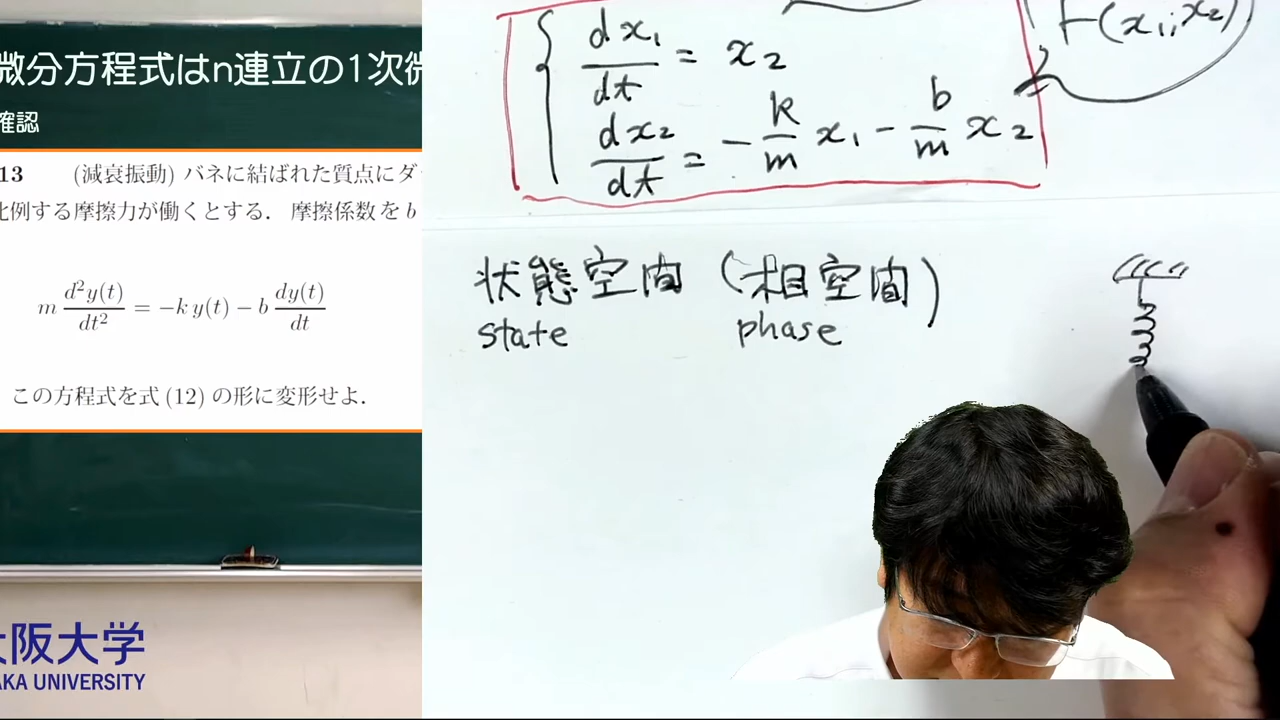 微分方程式はn連立の1次微
確認
13 (減衰振動) バネに結ばれた質点にダ
比例する摩擦力が働くとする. 摩擦係数を b
m d²y(t)/dt² = −k y(t) − b dy(t)/dt
この方程式を式 (12) の形に変形せよ.
大阪大学
AKA UNIVERSITY
dx₁/dt = x₂
F(x₁, x₂)
dx₂/dt = − k/m x₁ − b/m x₂
状態空間 (相空間)
state phase